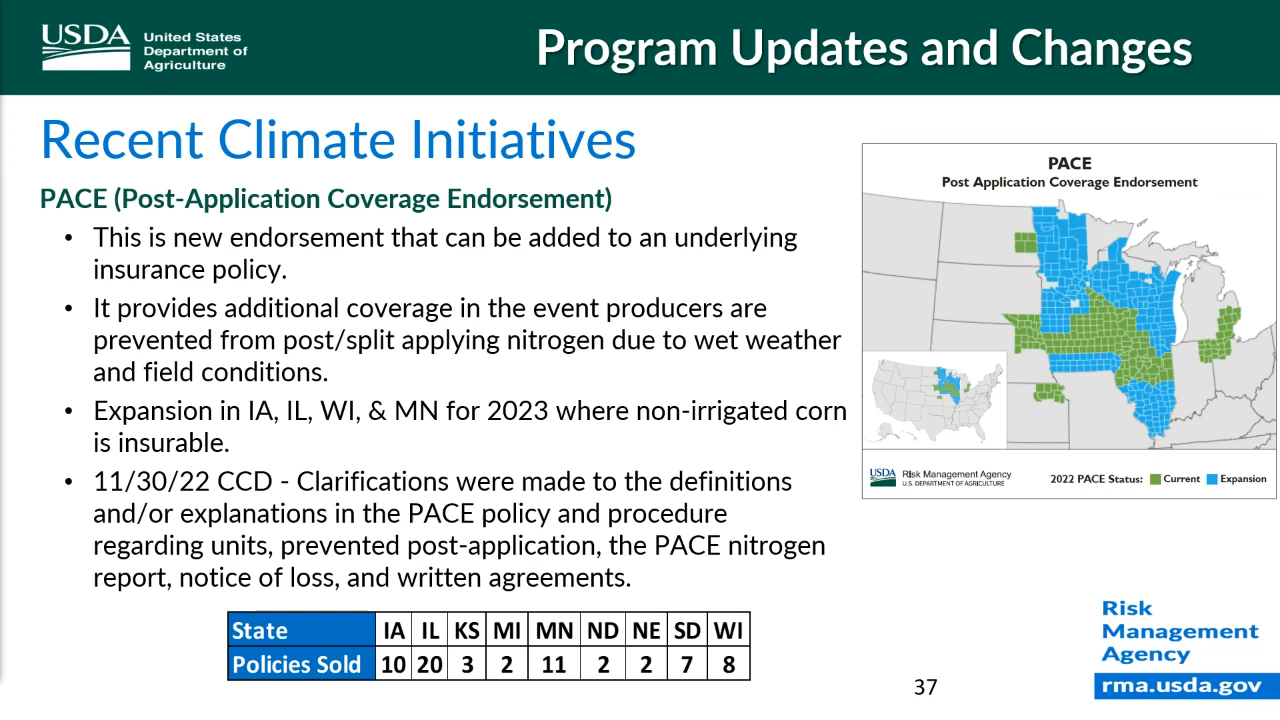 USDA
United States
Department of
Agriculture
Program Updates and Changes
Recent Climate Initiatives
PACE (Post-Application Coverage Endorsement)
• This is new endorsement that can be added to an underlying
insurance policy.
• It provides additional coverage in the event producers are
prevented from post/split applying nitrogen due to wet weather
and field conditions.
• Expansion in IA, IL, WI, & MN for 2023 where non-irrigated corn
is insurable.
• 11/30/22 CCD - Clarifications were made to the definitions
and/or explanations in the PACE policy and procedure
regarding units, prevented post-application, the PACE nitrogen
report, notice of loss, and written agreements.
State IA IL KS MI MN ND NE SD WI
Policies Sold 10 20 3 2 11 2 2 7 8
PACE
Post Application Coverage Endorsement
USDA Risk Management Agency
U.S. DEPARTMENT OF AGRICULTURE
2022 PACE Status: Current Expansion
Risk
Management
Agency
rma.usda.gov
37